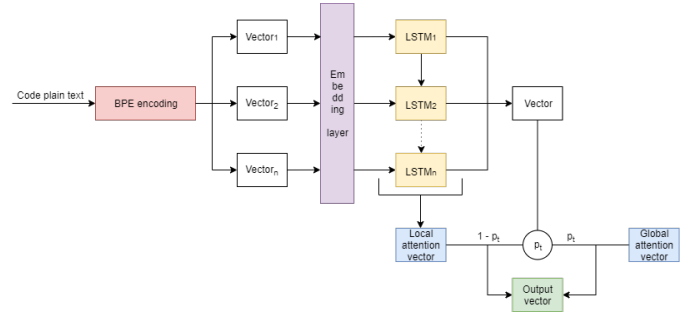 Code plain text
BPE encoding
Vector1
Vector2
Vectorn
Em
be
dd
ing
layer
LSTM1
LSTM2
LSTMn
Vector
Local
attention
vector
1 - pt
pt
pt
Global
attention
vector
Output
vector